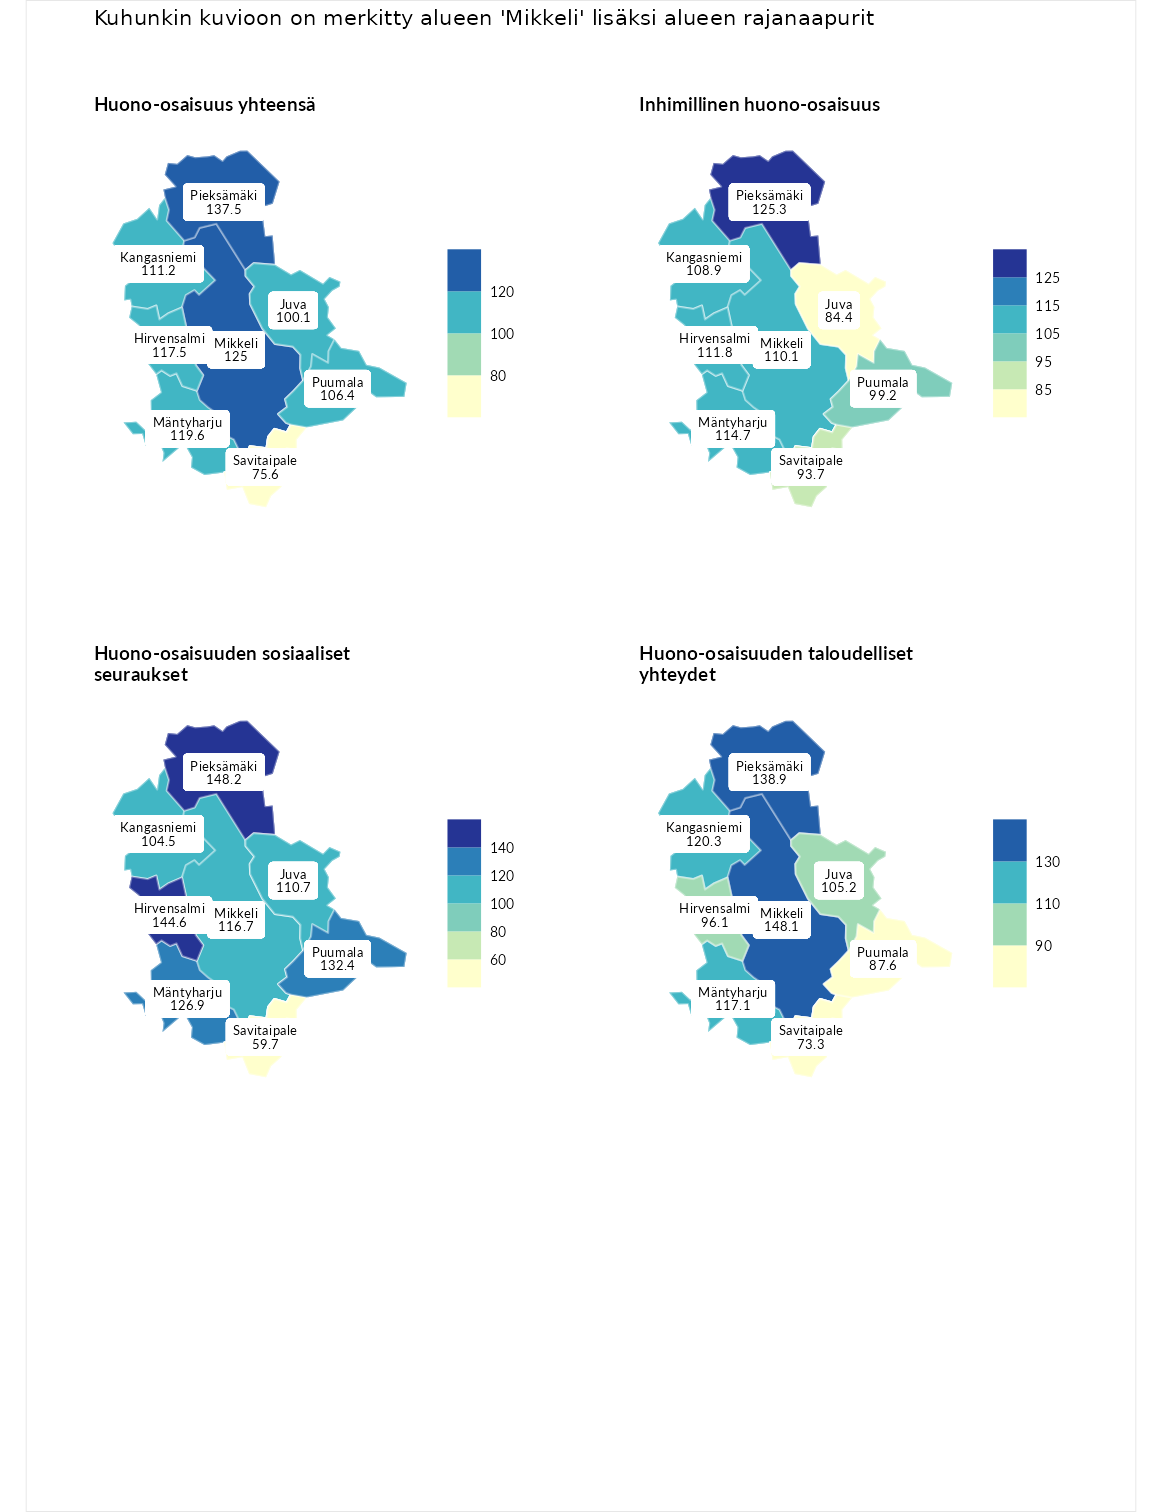 Kuhunkin kuvioon on merkitty alueen 'Mikkeli' lisäksi alueen rajanaapurit
Huono-osaisuus yhteensä
Pieksämäki
137.5
Kangasniemi
111.2
Juva
100.1
Hirvensalmi
117.5
Mikkeli
125
Puumala
106.4
Mäntyharju
119.6
Savitaipale
75.6
120
100
80
Inhimillinen huono-osaisuus
Pieksämäki
125.3
Kangasniemi
108.9
Juva
84.4
Hirvensalmi
111.8
Mikkeli
110.1
Puumala
99.2
Mäntyharju
114.7
Savitaipale
93.7
125
115
105
95
85
Huono-osaisuuden sosiaaliset
seuraukset
Pieksämäki
148.2
Kangasniemi
104.5
Juva
110.7
Hirvensalmi
144.6
Mikkeli
116.7
Puumala
132.4
Mäntyharju
126.9
Savitaipale
59.7
140
120
100
80
60
Huono-osaisuuden taloudelliset
yhteydet
Pieksämäki
138.9
Kangasniemi
120.3
Juva
105.2
Hirvensalmi
96.1
Mikkeli
148.1
Puumala
87.6
Mäntyharju
117.1
Savitaipale
73.3
130
110
90